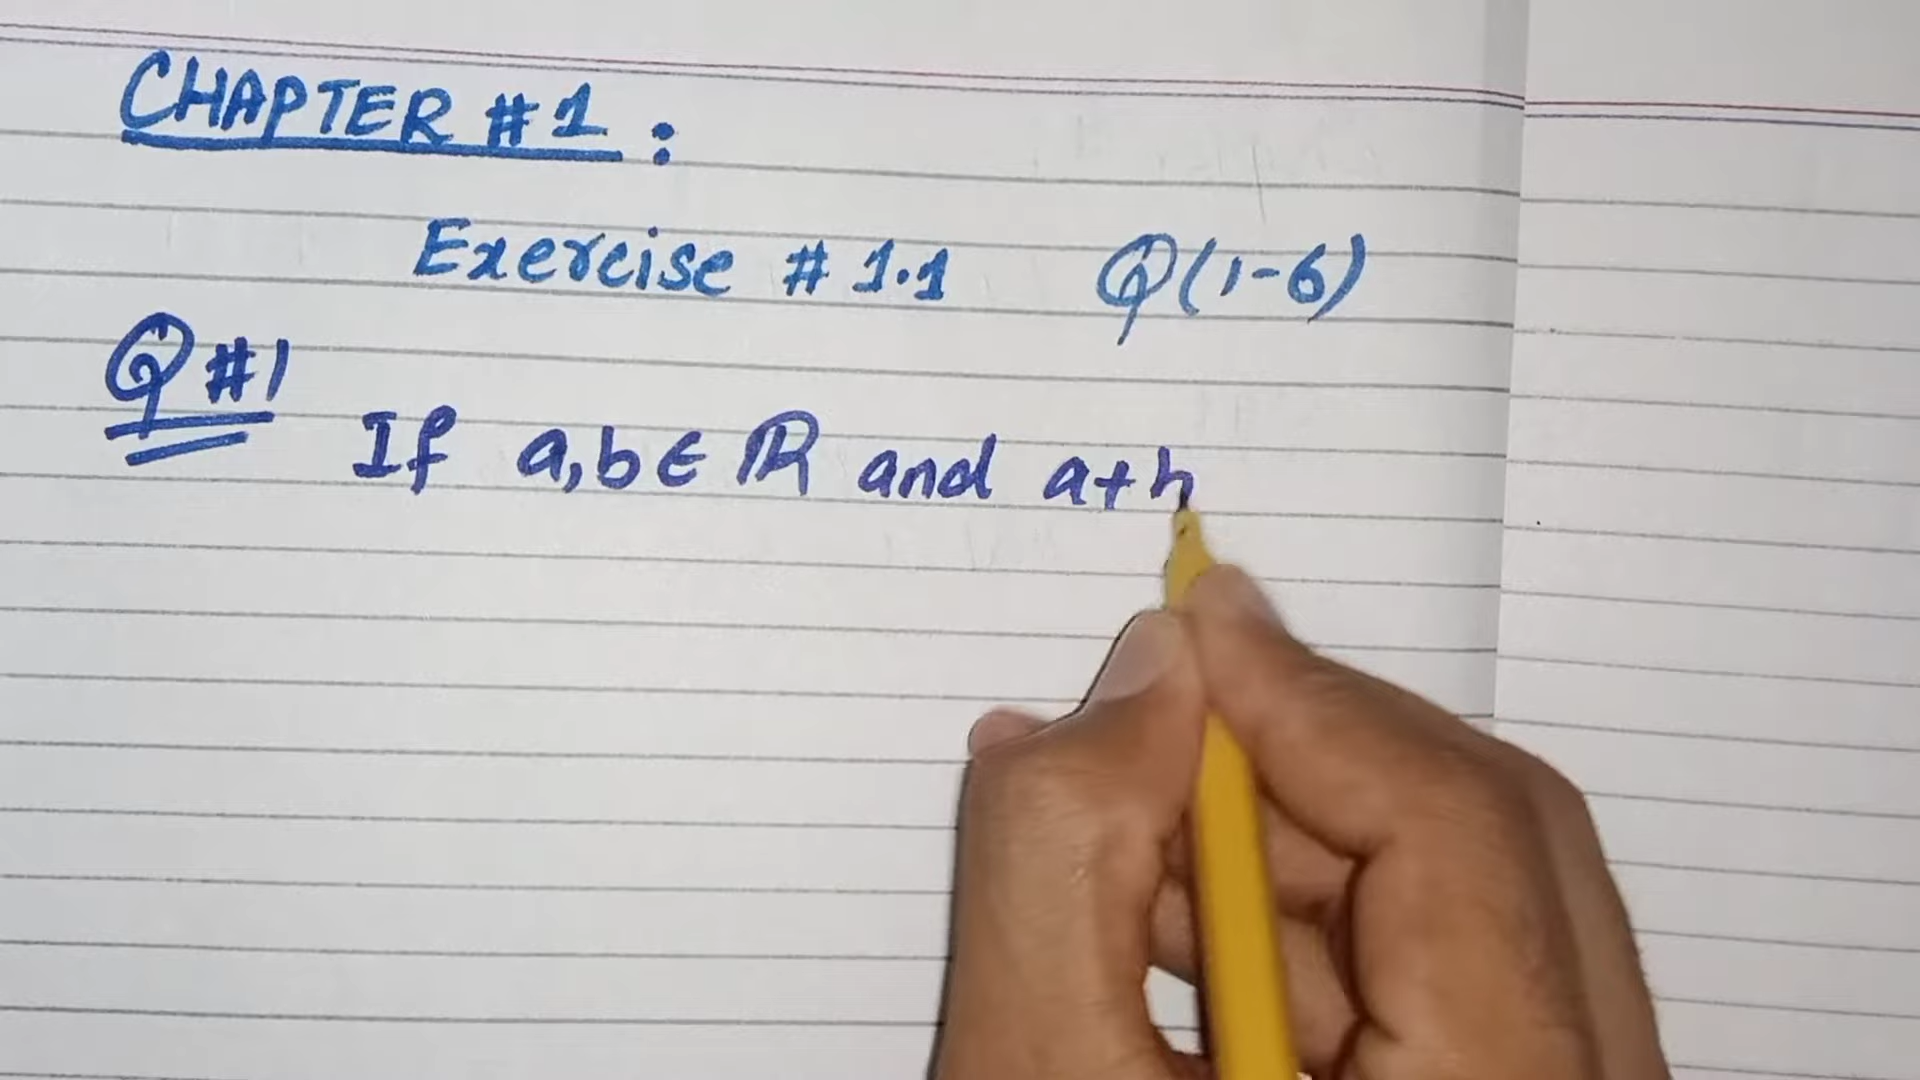 CHAPTER #1:
Exercise #1.1 Q(1-6)
Q#1
If a,b∈ℝ and a+b